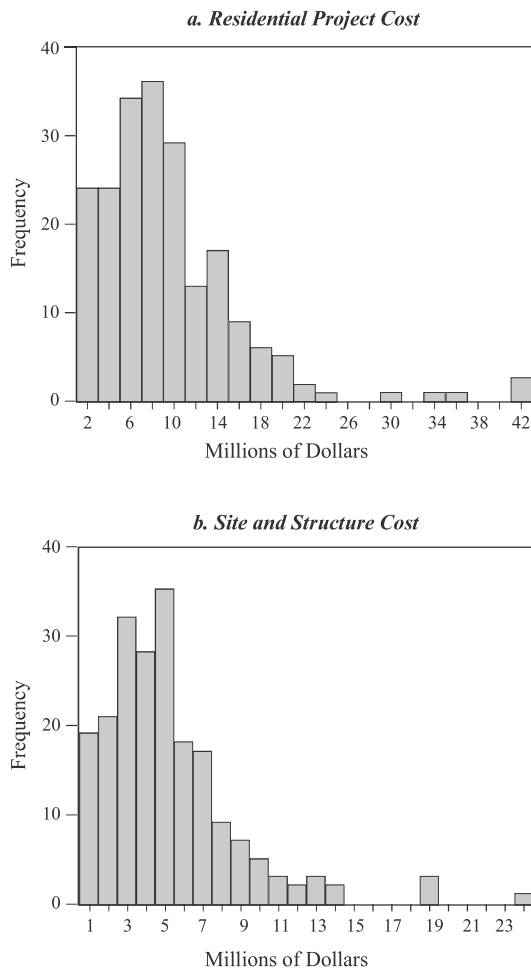 a. Residential Project Cost
40
30
20
10
0
Frequency
2 6 10 14 18 22 26 30 34 38 42
Millions of Dollars
b. Site and Structure Cost
40
30
20
10
0
Frequency
1 3 5 7 9 11 13 15 17 19 21 23
Millions of Dollars